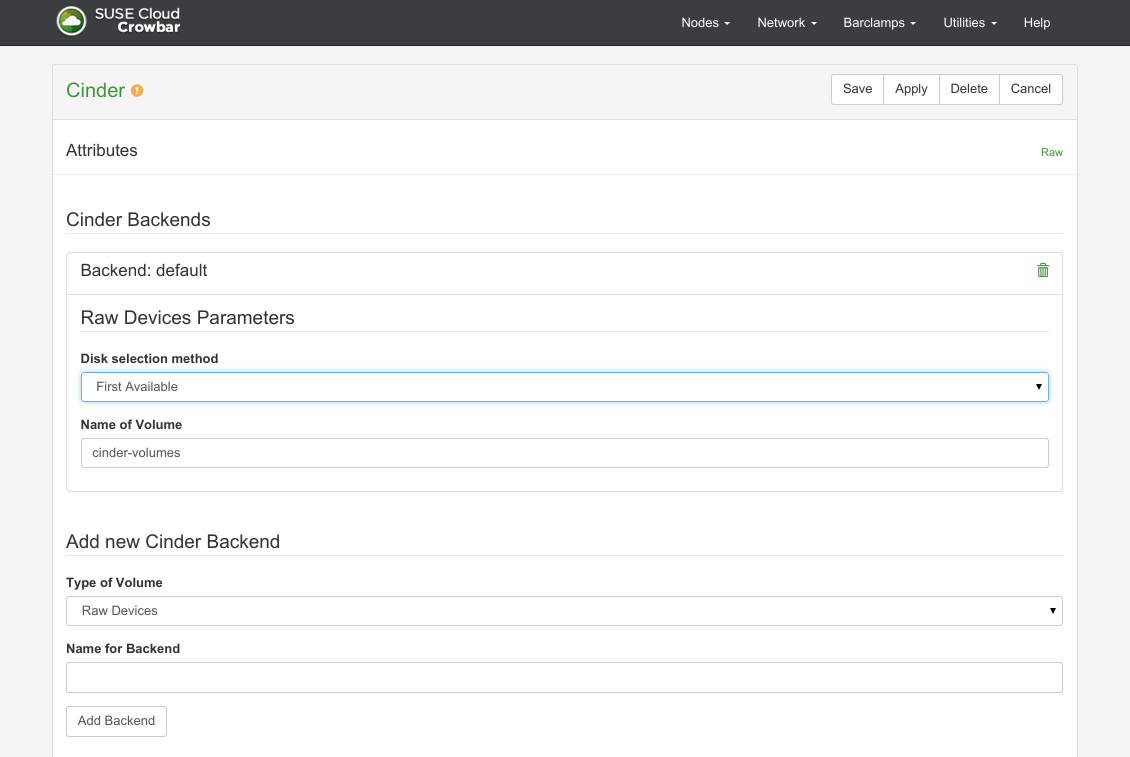 SUSE Cloud
Crowbar
Nodes Network Barclamps Utilities Help
Cinder
Save Apply Delete Cancel
Attributes
Raw
Cinder Backends
Backend: default
Raw Devices Parameters
Disk selection method
First Available
Name of Volume
cinder-volumes
Add new Cinder Backend
Type of Volume
Raw Devices
Name for Backend
Add Backend